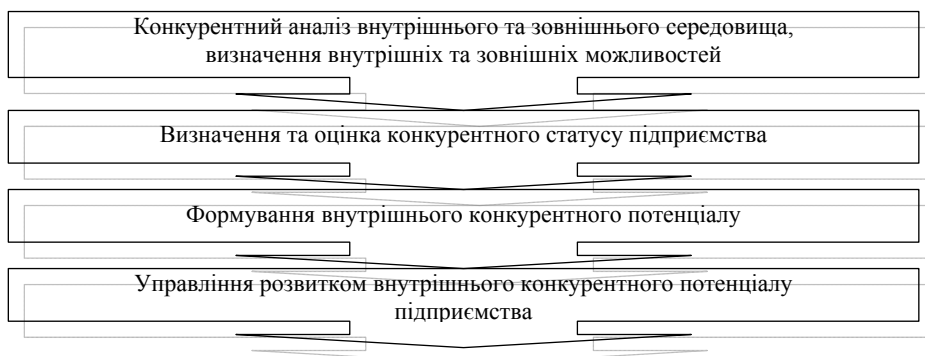 Конкурентний аналіз внутрішнього та зовнішнього середовища,
визначення внутрішніх та зовнішніх можливостей
Визначення та оцінка конкурентного статусу підприємства
Формування внутрішнього конкурентного потенціалу
Управління розвитком внутрішнього конкурентного потенціалу
підприємства